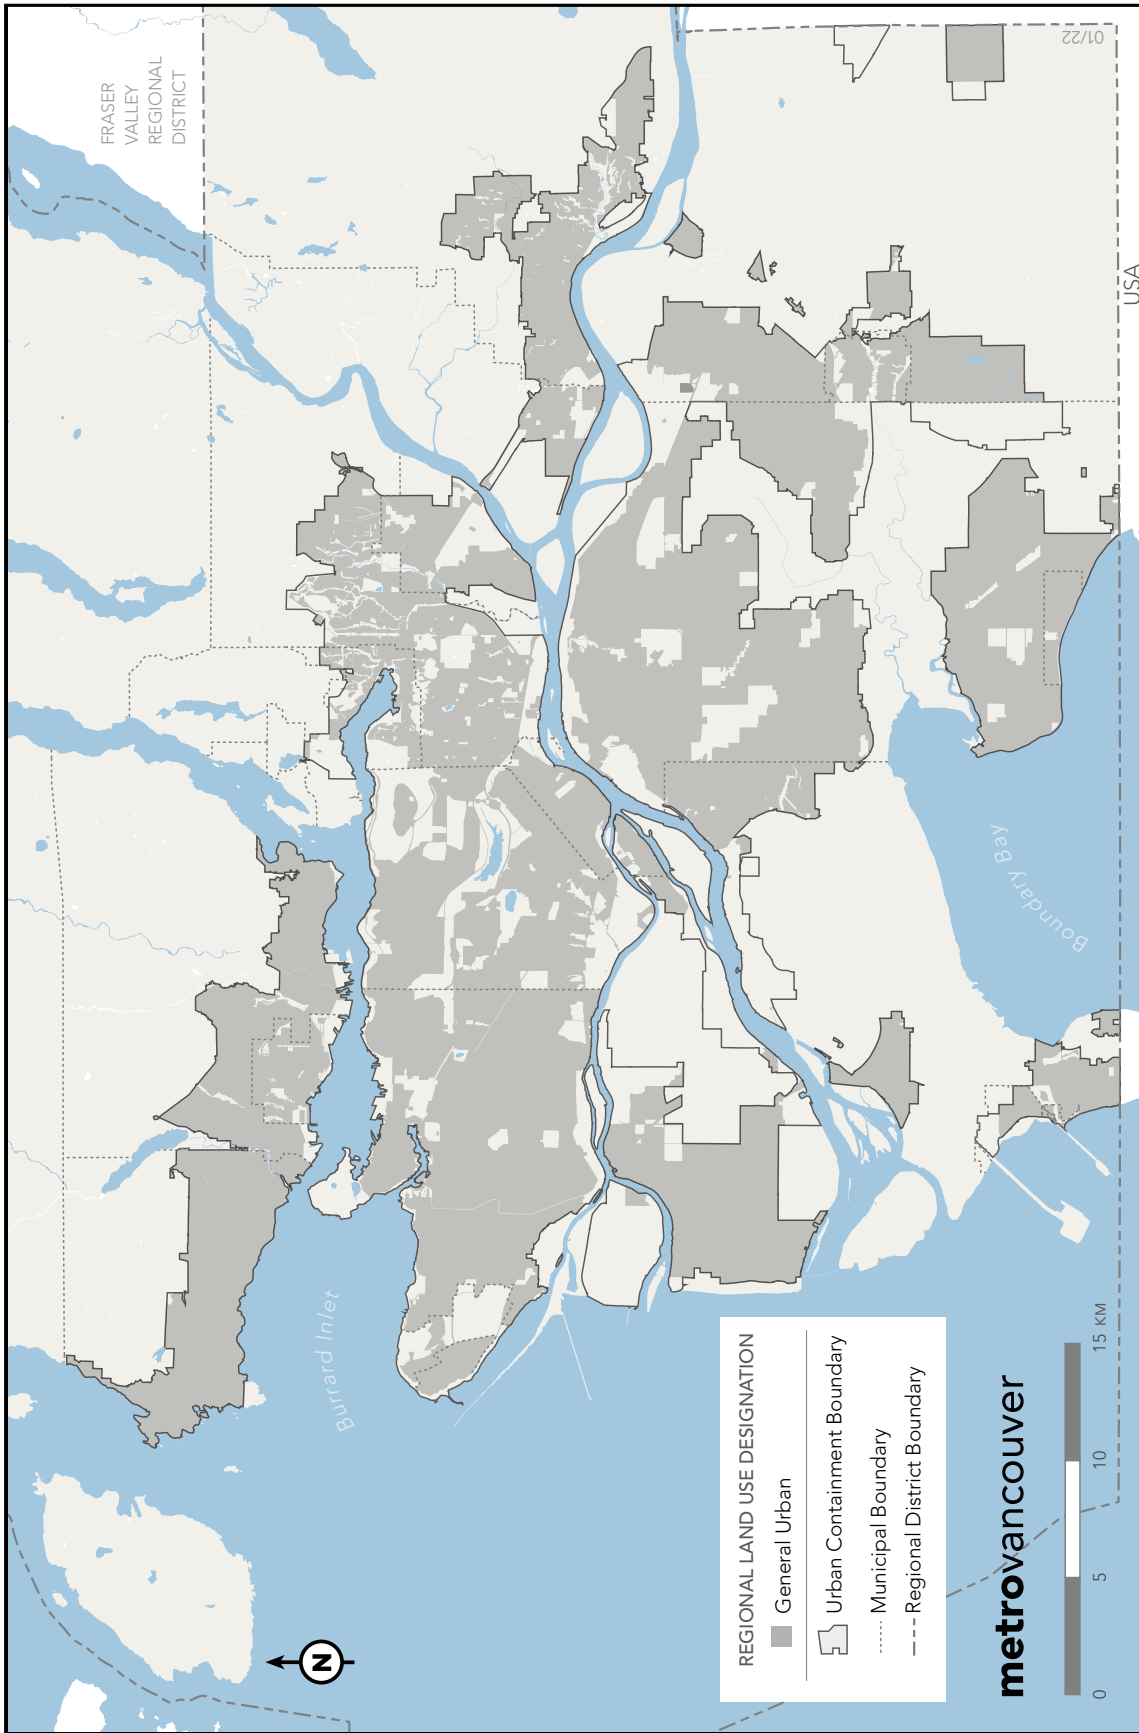 FRASER
VALLEY
REGIONAL
DISTRICT
01/22
USA
Burrard Inlet
Boundary Bay
N
REGIONAL LAND USE DESIGNATION
General Urban
Urban Containment Boundary
Municipal Boundary
Regional District Boundary
metrovancouver
0 5 10 15 KM